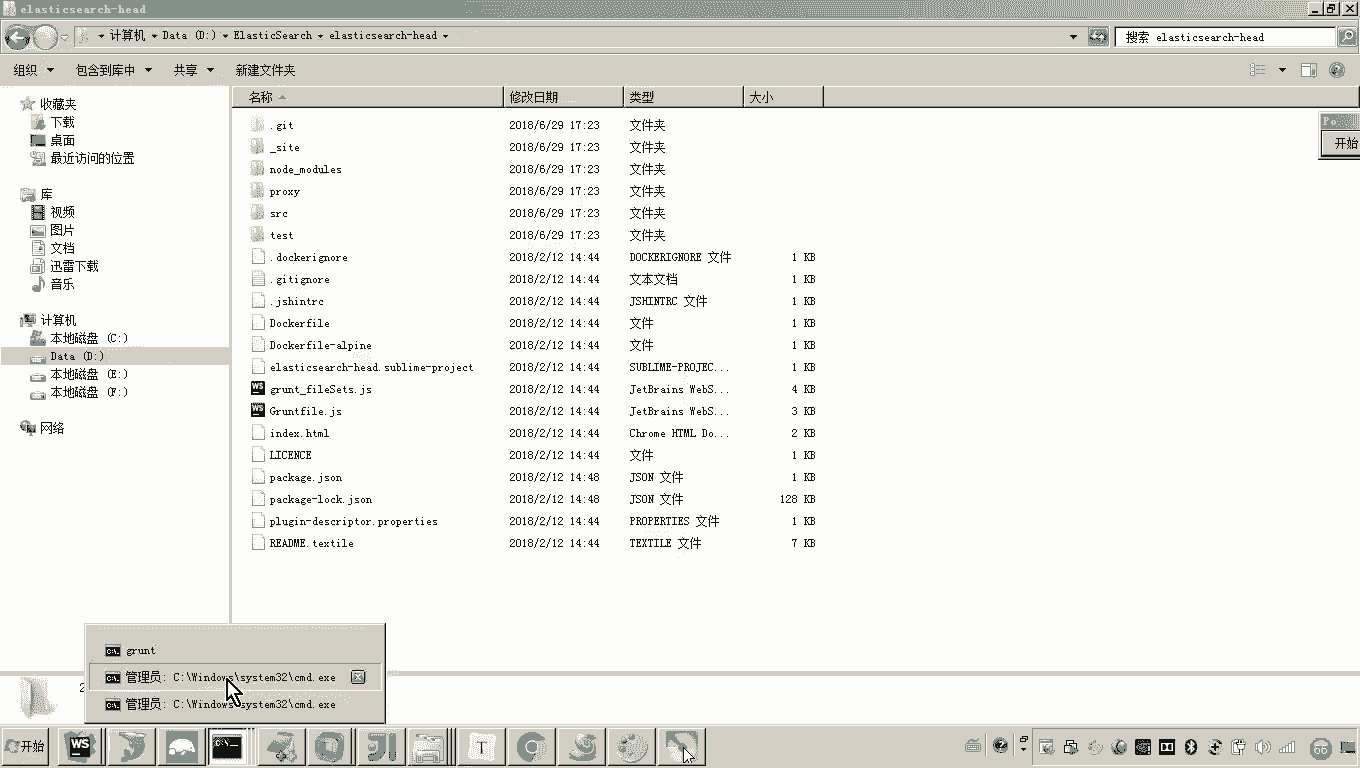 elasticsearch-head
计算机 Data (D:) ElasticSearch elasticsearch-head
搜索 elasticsearch-head
组织 包含到库中 共享 新建文件夹
收藏夹
下载
桌面
最近访问的位置
库
视频
图片
文档
迅雷下载
音乐
计算机
本地磁盘 (C:)
Data (D:)
本地磁盘 (E:)
本地磁盘 (F:)
网络
名称 修改日期 类型 大小
.git 2018/6/29 17:23 文件夹
_site 2018/6/29 17:23 文件夹
node_modules 2018/6/29 17:23 文件夹
proxy 2018/6/29 17:23 文件夹
src 2018/6/29 17:23 文件夹
test 2018/6/29 17:23 文件夹
.dockerignore 2018/2/12 14:44 DOCKERIGNORE 文件 1 KB
.gitignore 2018/2/12 14:44 文本文档 1 KB
.jshintrc 2018/2/12 14:44 JSHINTRC 文件 1 KB
Dockerfile 2018/2/12 14:44 文件 1 KB
Dockerfile-alpine 2018/2/12 14:44 文件 1 KB
elasticsearch-head.sublime-project 2018/2/12 14:44 SUBLIME-PROJEC... 1 KB
grunt_fileSets.js 2018/2/12 14:44 JetBrains WebS... 4 KB
Gruntfile.js 2018/2/12 14:44 JetBrains WebS... 3 KB
index.html 2018/2/12 14:44 Chrome HTML Do... 2 KB
LICENCE 2018/2/12 14:44 文件 1 KB
package.json 2018/2/12 14:48 JSON 文件 1 KB
package-lock.json 2018/2/12 14:48 JSON 文件 128 KB
plugin-descriptor.properties 2018/2/12 14:44 PROPERTIES 文件 1 KB
README.textile 2018/2/12 14:44 TEXTILE 文件 7 KB
Po
开始
grunt
管理员: C:\Windows\system32\cmd.exe
管理员: C:\Windows\system32\cmd.exe
2
开始 WS C:\_ T